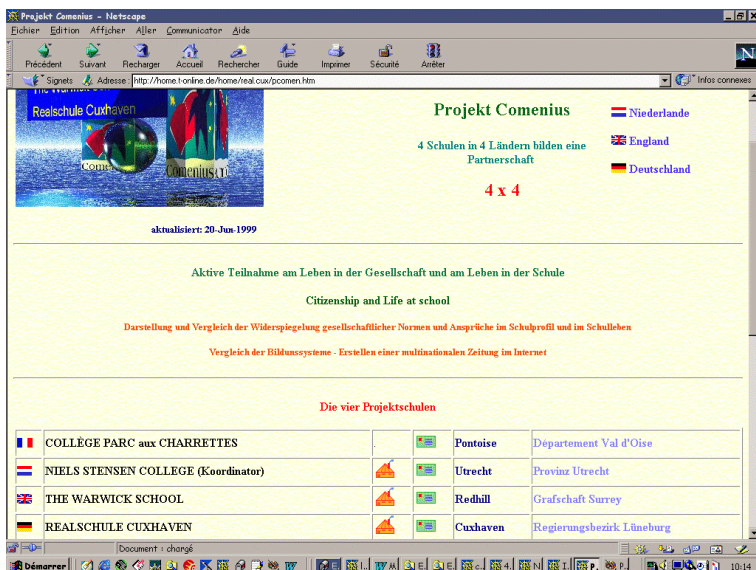 Projekt Comenius - Netscape
Fichier Edition Afficher Aller Communicator Aide
Précédent Suivant Recharger Accueil Rechercher Guide Imprimer Sécurité Arrêter
N
Signets Adresse : http://home.t-online.de/home/real.cux/pcomen.htm Infos connexes
Realschule Cuxhaven
Comenius
Projekt Comenius
4 Schulen in 4 Ländern bilden eine
Partnerschaft
4 x 4
Niederlande
England
Deutschland
aktualisiert: 20-Jun-1999
Aktive Teilnahme am Leben in der Gesellschaft und am Leben in der Schule
Citizenship and Life at school
Darstellung und Vergleich der Widerspiegelung gesellschaftlicher Normen und Ansprüche im Schulprofil und im Schulleben
Vergleich der Bildunssysteme - Erstellen einer multinationalen Zeitung im Internet
Die vier Projektschulen
COLLÈGE PARC aux CHARRETTES . Pontoise Département Val d'Oise
NIELS STENSEN COLLEGE (Koordinator) Utrecht Provinz Utrecht
THE WARWICK SCHOOL Redhill Grafschaft Surrey
REALSCHULE CUXHAVEN Cuxhaven Regierungsbezirk Lüneburg
Document : chargé
Démarrer 10:14